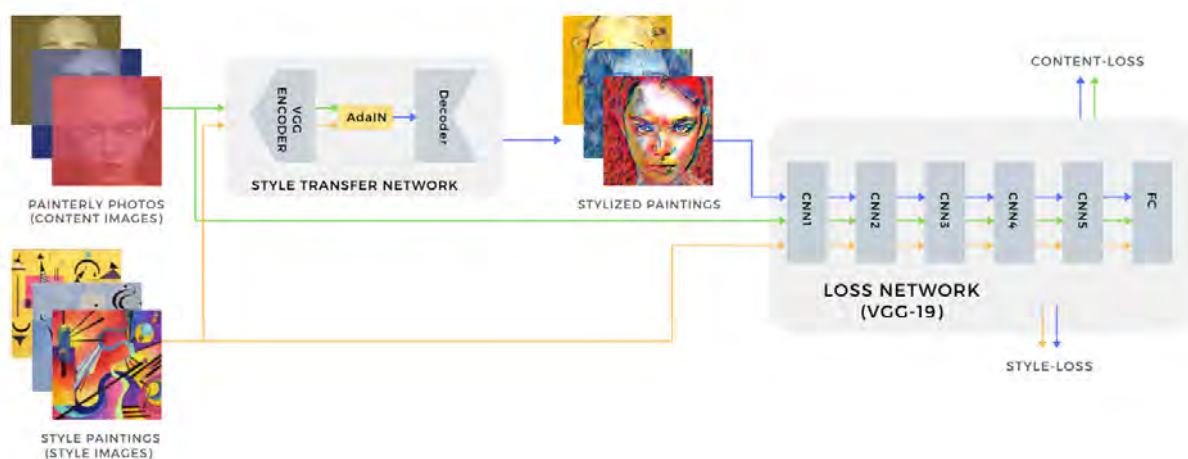 PAINTERLY PHOTOS
(CONTENT IMAGES)
VGG
ENCODER
AdaIN
Decoder
STYLE TRANSFER NETWORK
STYLIZED PAINTINGS
CONTENT-LOSS
CNN1
CNN2
CNN3
CNN4
CNN5
FC
LOSS NETWORK
(VGG-19)
STYLE-LOSS
STYLE PAINTINGS
(STYLE IMAGES)